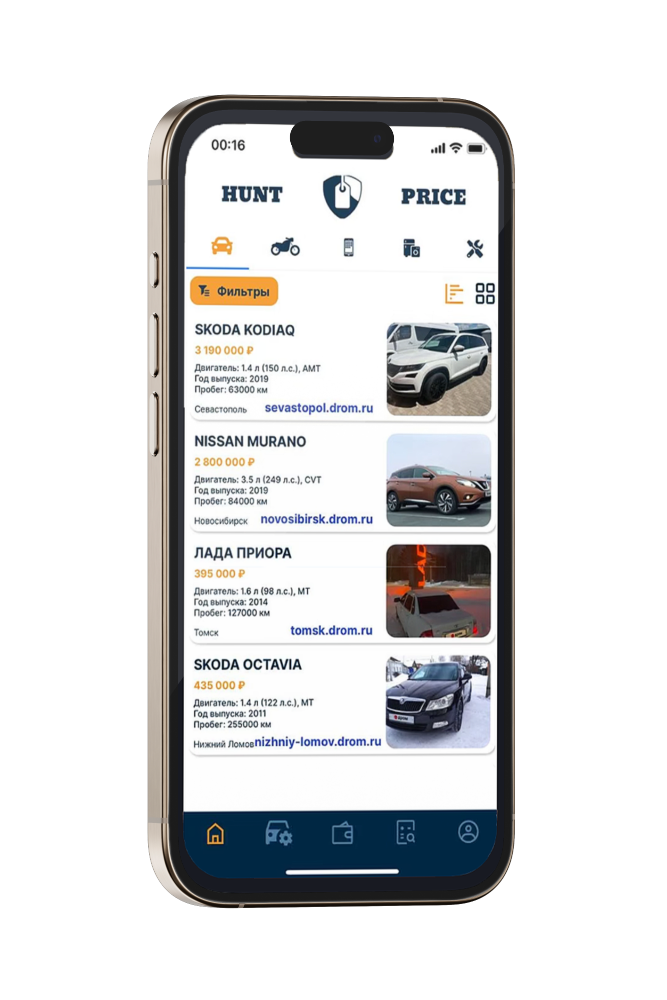 00:16
HUNT PRICE
Фильтры
SKODA KODIAQ
3 190 000 ₽
Двигатель: 1.4 л (150 л.с.), АМТ
Год выпуска: 2019
Пробег: 63000 км
Севастополь sevastopol.drom.ru
NISSAN MURANO
2 800 000 ₽
Двигатель: 3.5 л (249 л.с.), CVT
Год выпуска: 2019
Пробег: 84000 км
Новосибирск novosibirsk.drom.ru
ЛАДА ПРИОРА
395 000 ₽
Двигатель: 1.6 л (98 л.с.), МТ
Год выпуска: 2014
Пробег: 127000 км
Томск tomsk.drom.ru
SKODA OCTAVIA
435 000 ₽
Двигатель: 1.4 л (122 л.с.), МТ
Год выпуска: 2011
Пробег: 255000 км
Нижний Ломов nizhniy-lomov.drom.ru